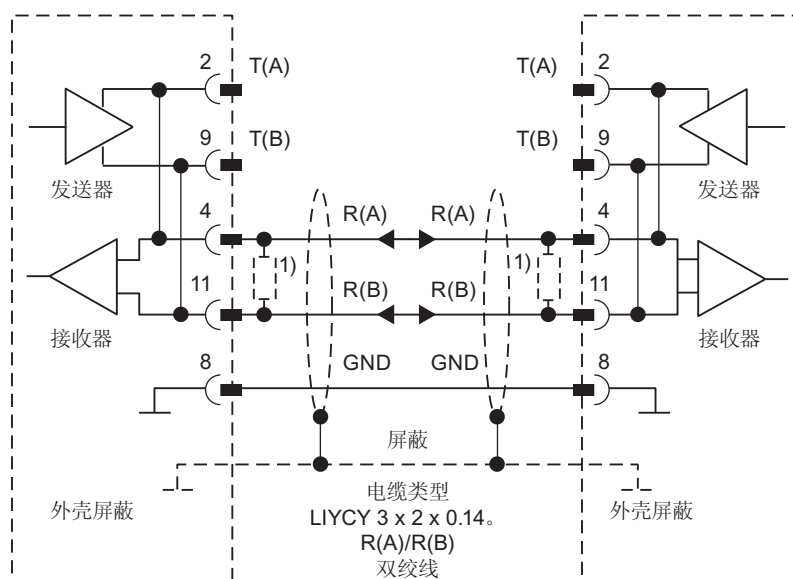 2 T(A) T(A) 2
9 T(B) T(B) 9
发送器 发送器
4 R(A) R(A) 4
1) 1)
11 R(B) R(B) 11
接收器 接收器
8 GND GND 8
屏蔽
外壳屏蔽 外壳屏蔽
电缆类型
LIYCY 3 x 2 x 0.14。
R(A)/R(B)
双绞线